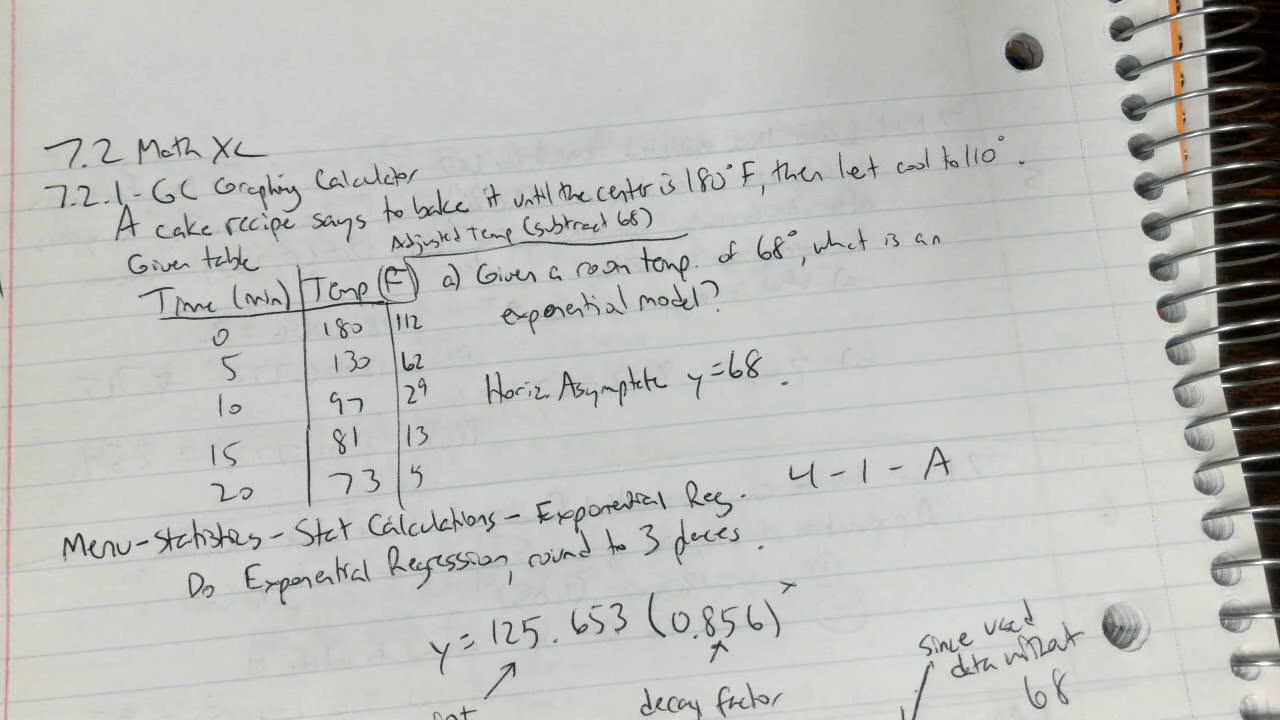 7.2 Math XL
7.2.1-GC Graphing Calculator
A cake recipe says to bake it until the center is 180°F, then let cool to 110°.
Adjusted Temp (subtract 68)
Given table
Time (min) Temp (F)
0 180 112
5 130 62
10 97 29
15 81 13
20 73 5
a) Given a room temp. of 68°, what is an
exponential model?
Horiz. Asymptote y=68.
4-1-A
Menu-Statistics-Stat Calculations-Exponential Reg.
Do Exponential Regression, round to 3 places.
y=125.653(0.856)^x
decay factor
since used
data without
68